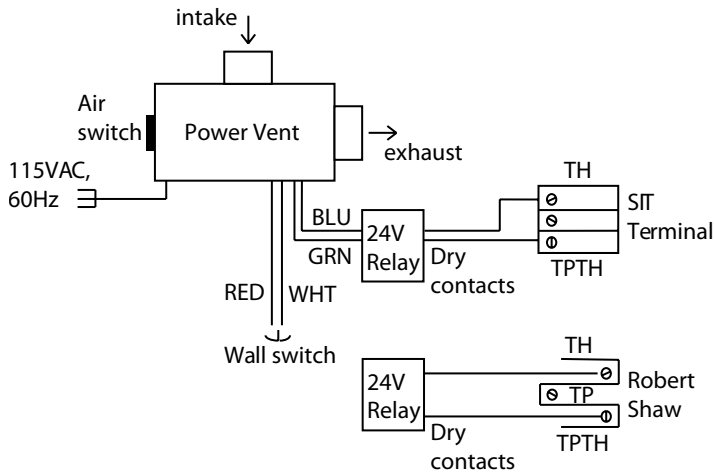 intake
Air
switch
Power Vent
exhaust
115VAC,
60Hz
BLU
GRN
24V
Relay
Dry
contacts
TH
SIT
Terminal
TPTH
RED
WHT
Wall switch
24V
Relay
Dry
contacts
TH
TP
TPTH
Robert
Shaw